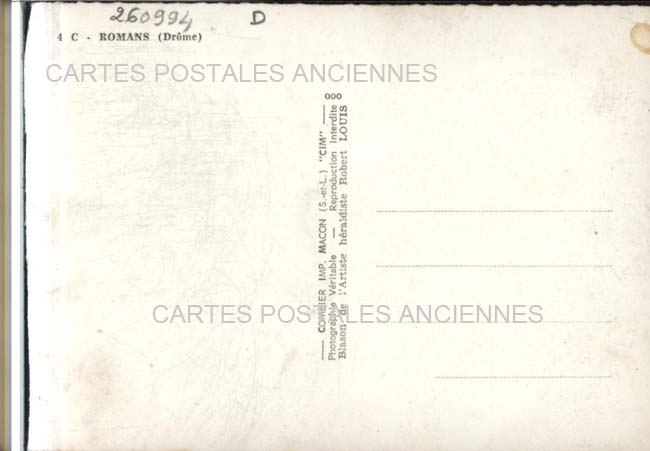 260994 D
4 C - ROMANS (Drôme)
CARTES POSTALES ANCIENNES
ooo
—— COMBIER IMP. MACON (S.-et-L.) "CIM" ——
Photographie Véritable — Reproduction Interdite
Blason de l'Artiste héraldiste Robert LOUIS
CARTES POSTALES ANCIENNES